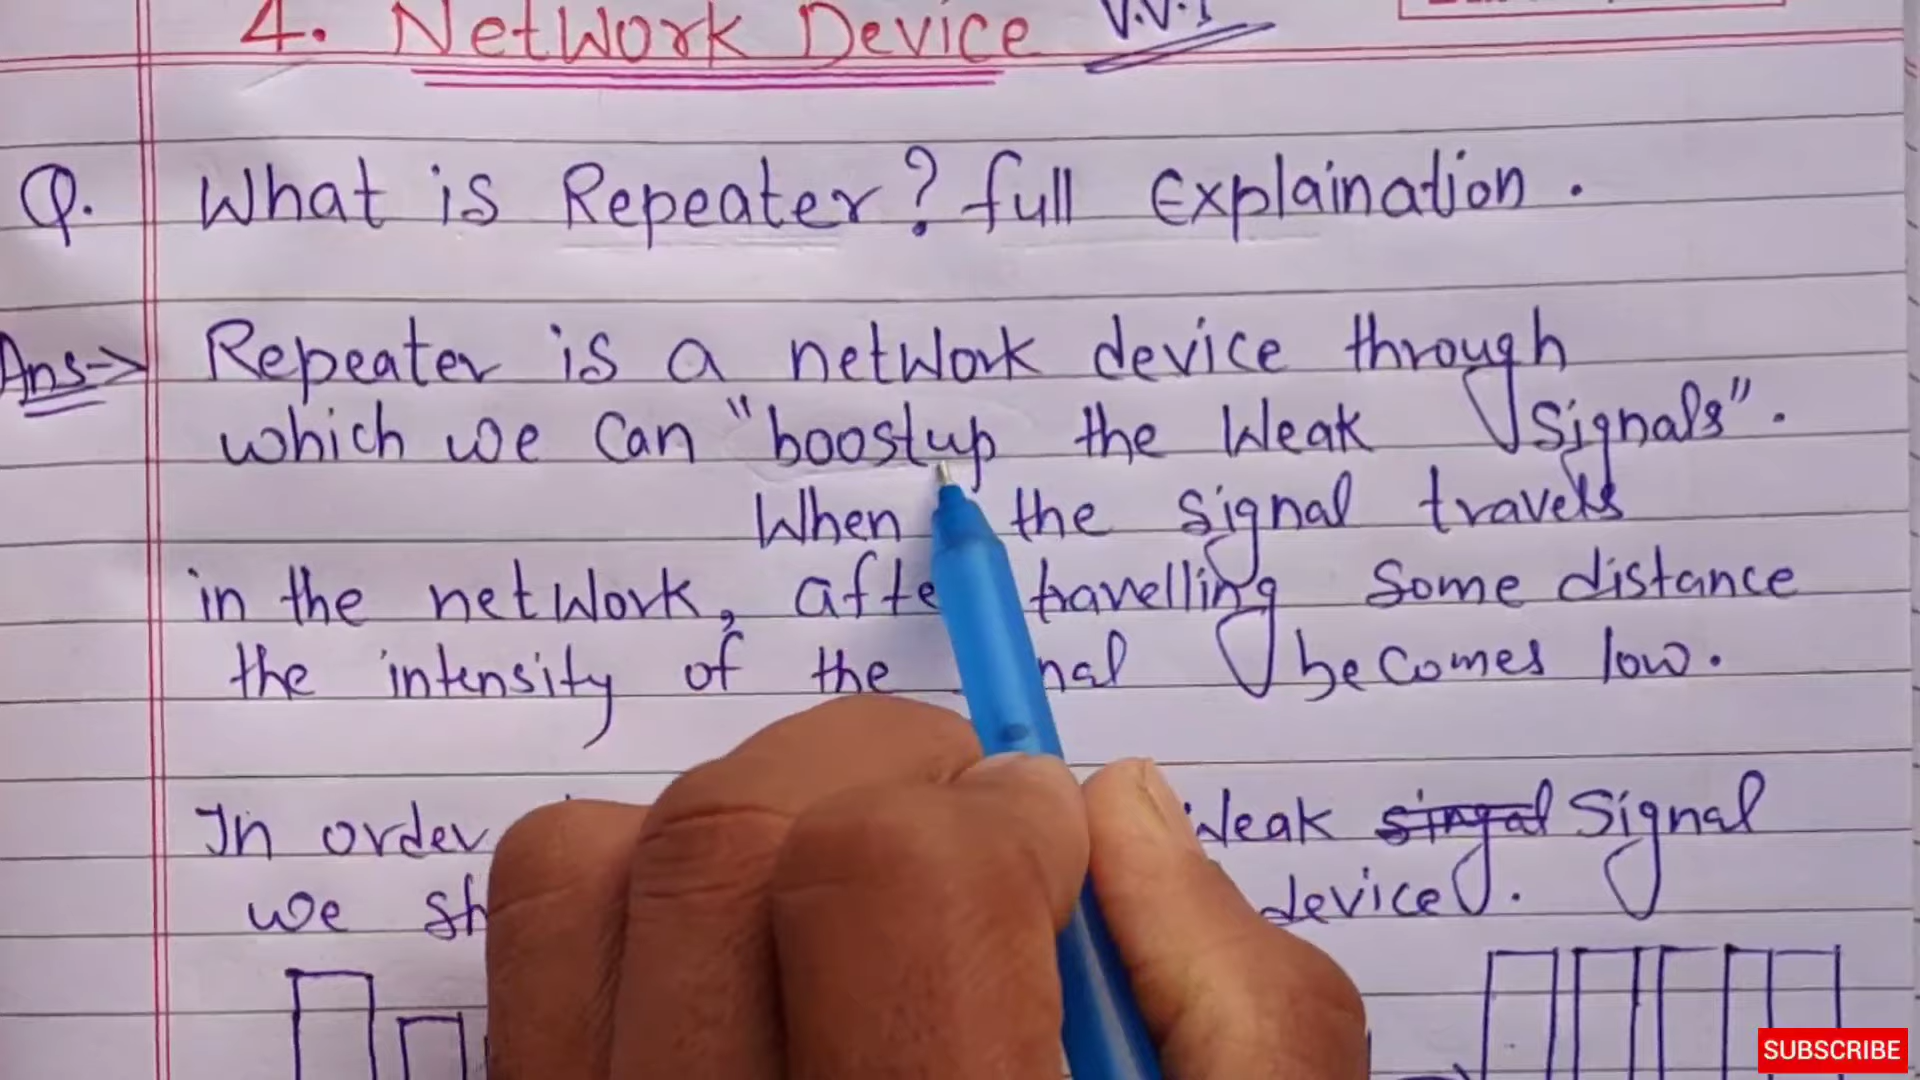 4. Network Device V.V.I
Q. What is Repeater? full Explaination.
Ans-> Repeater is a network device through
which we can "boostup the weak signals".
When the signal travels
in the network, afte travelling some distance
the intensity of the nal becomes low.
In order weak singal Signal
we sh device.
SUBSCRIBE